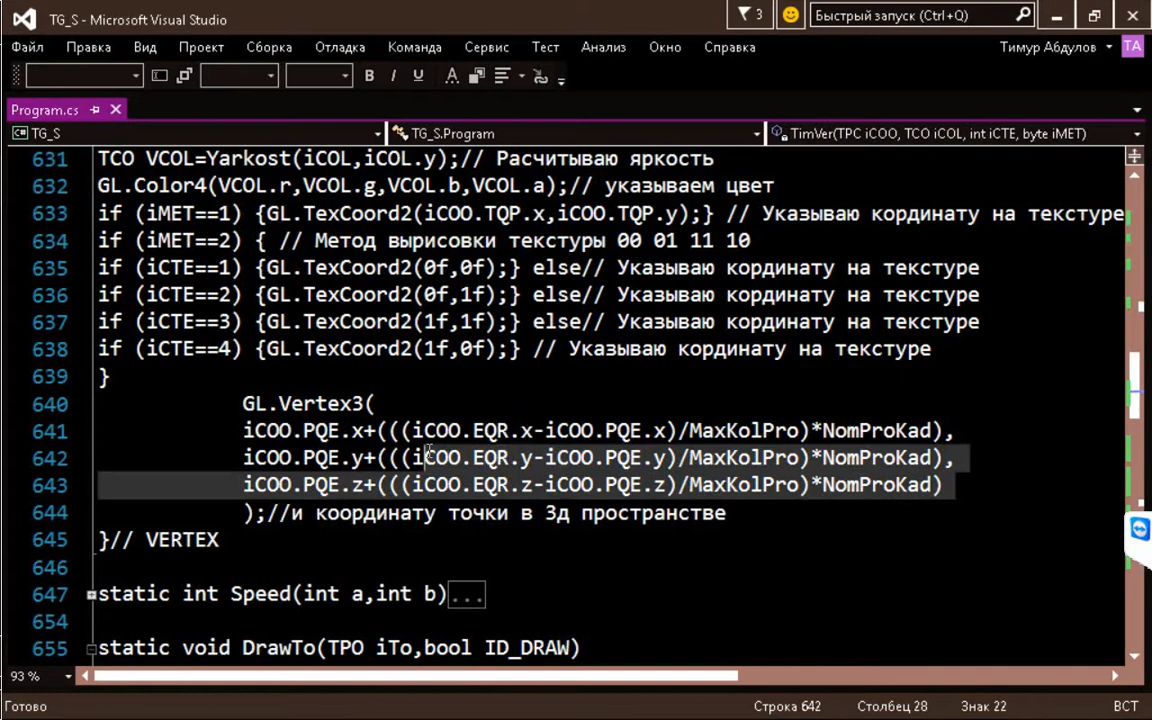 TG_S - Microsoft Visual Studio
3
Быстрый запуск (Ctrl+Q)
Файл Правка Вид Проект Сборка Отладка Команда Сервис Тест Анализ Окно Справка Тимур Абдулов ТА
B I U A
Program.cs
TG_S TG_S.Program TimVer(TPC iCOO, TCO iCOL, int iCTE, byte iMET)
631 TCO VCOL=Yarkost(iCOL,iCOL.y);// Расчитываю яркость
632 GL.Color4(VCOL.r,VCOL.g,VCOL.b,VCOL.a);// указываем цвет
633 if (iMET==1) {GL.TexCoord2(iCOO.TQP.x,iCOO.TQP.y);} // Указываю кординату на текстуре
634 if (iMET==2) { // Метод вырисовки текстуры 00 01 11 10
635 if (iCTE==1) {GL.TexCoord2(0f,0f);} else// Указываю кординату на текстуре
636 if (iCTE==2) {GL.TexCoord2(0f,1f);} else// Указываю кординату на текстуре
637 if (iCTE==3) {GL.TexCoord2(1f,1f);} else// Указываю кординату на текстуре
638 if (iCTE==4) {GL.TexCoord2(1f,0f);} // Указываю кординату на текстуре
639 }
640 GL.Vertex3(
641 iCOO.PQE.x+(((iCOO.EQR.x-iCOO.PQE.x)/MaxKolPro)*NomProKad),
642 iCOO.PQE.y+(((iCOO.EQR.y-iCOO.PQE.y)/MaxKolPro)*NomProKad),
643 iCOO.PQE.z+(((iCOO.EQR.z-iCOO.PQE.z)/MaxKolPro)*NomProKad)
644 );//и координату точки в 3д пространстве
645 }// VERTEX
646
647 static int Speed(int a,int b)...
654
655 static void DrawTo(TPO iTo,bool ID_DRAW)
93 %
Готово Строка 642 Столбец 28 Знак 22 ВСТ